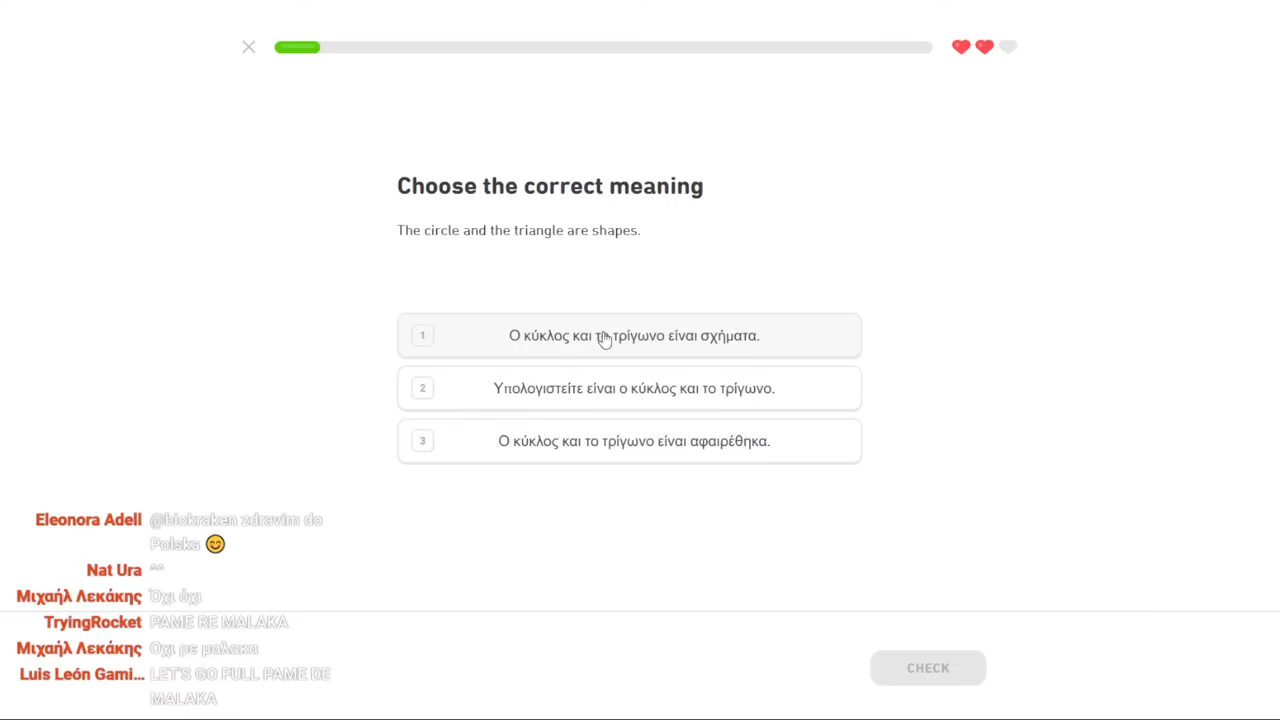 Choose the correct meaning
The circle and the triangle are shapes.
1 Ο κύκλος και το τρίγωνο είναι σχήματα.
2 Υπολογιστείτε είναι ο κύκλος και το τρίγωνο.
3 Ο κύκλος και το τρίγωνο είναι αφαιρέθηκα.
Eleonora Adell @biokraken zdravim do
Polska
Nat Ura ^^
Μιχαήλ Λεκάκης Όχι όχι
TryingRocket PAME RE MALAKA
Μιχαήλ Λεκάκης Οχι ρε μαλακα
Luis León Gami... LET'S GO FULL PAME DE
MALAKA
CHECK